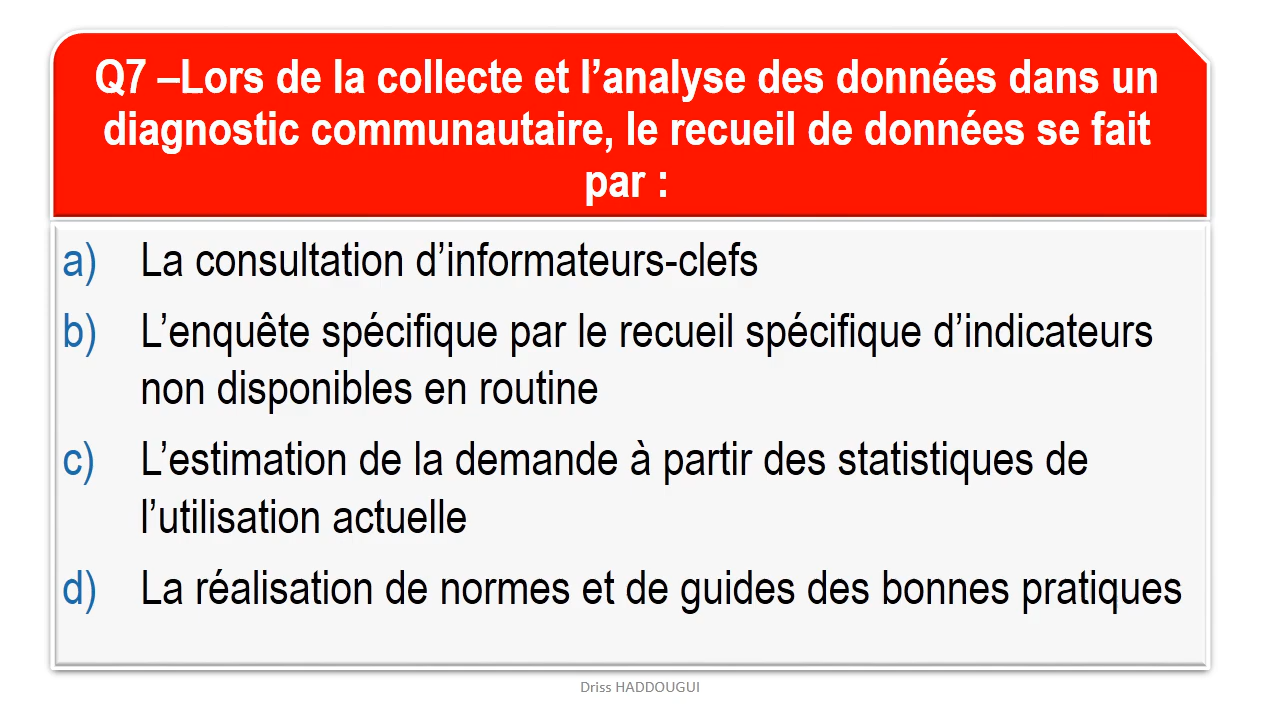 Q7 –Lors de la collecte et l’analyse des données dans un
diagnostic communautaire, le recueil de données se fait
par :
a) La consultation d’informateurs-clefs
b) L’enquête spécifique par le recueil spécifique d’indicateurs
non disponibles en routine
c) L’estimation de la demande à partir des statistiques de
l’utilisation actuelle
d) La réalisation de normes et de guides des bonnes pratiques
Driss HADDOUGUI